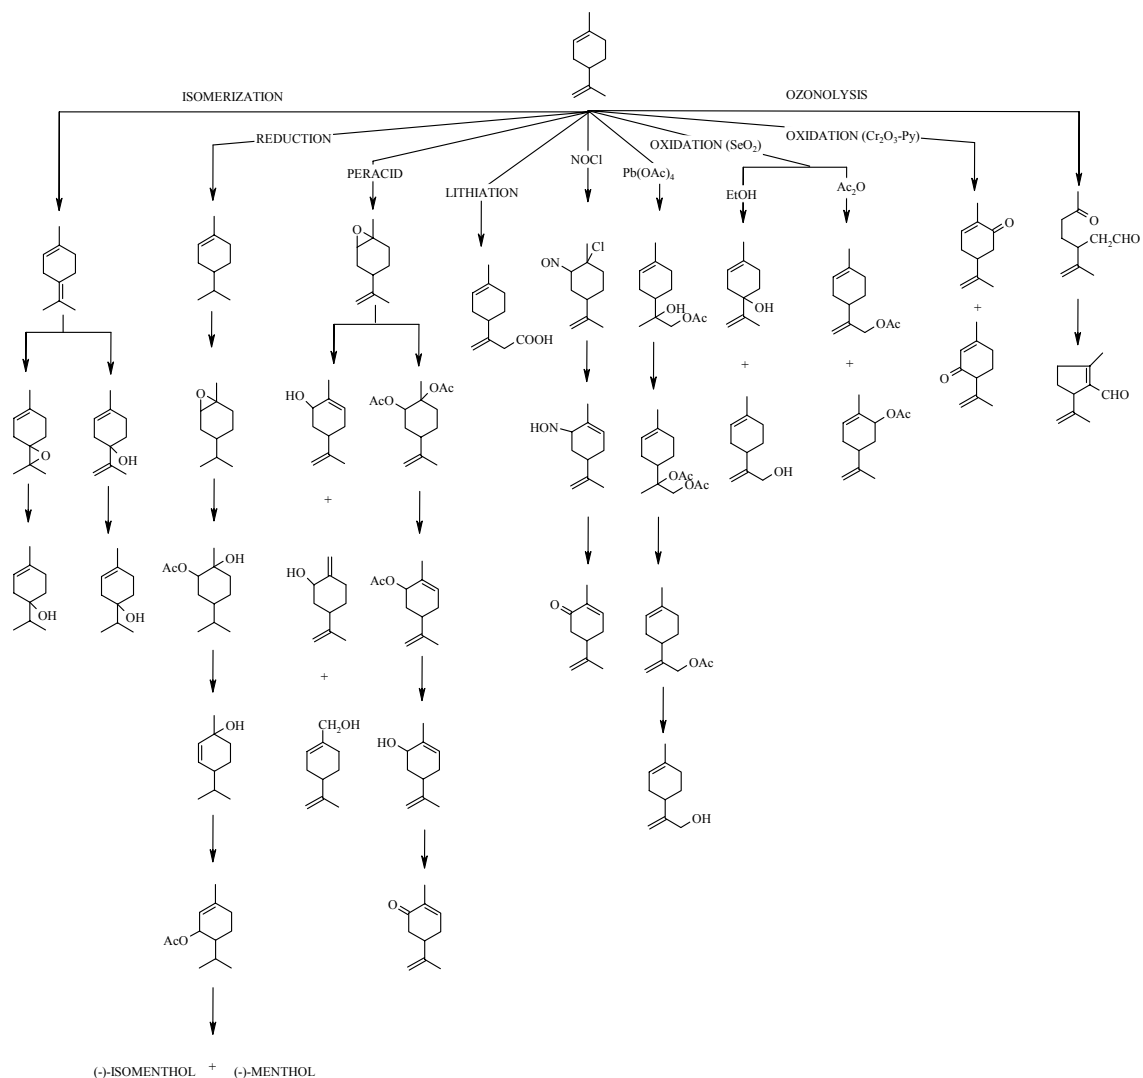 ISOMERIZATION
OZONOLYSIS
REDUCTION
OXIDATION (Cr₂O₃-Py)
OXIDATION (SeO₂)
NOCl
PERACID
Pb(OAc)₄
LITHIATION
EtOH
Ac₂O
O
O
Cl
ON
O
CH₂CHO
OH
OAc
OH
OAc
COOH
+
+
+
O
HO
OAc
AcO
O
CHO
OAc
HON
O
OH
OAc
OAc
OH
+
OH
AcO
HO
AcO
O
OH
OH
OAc
+
OH
CH₂OH
HO
OH
O
AcO
(-)-ISOMENTHOL + (-)-MENTHOL